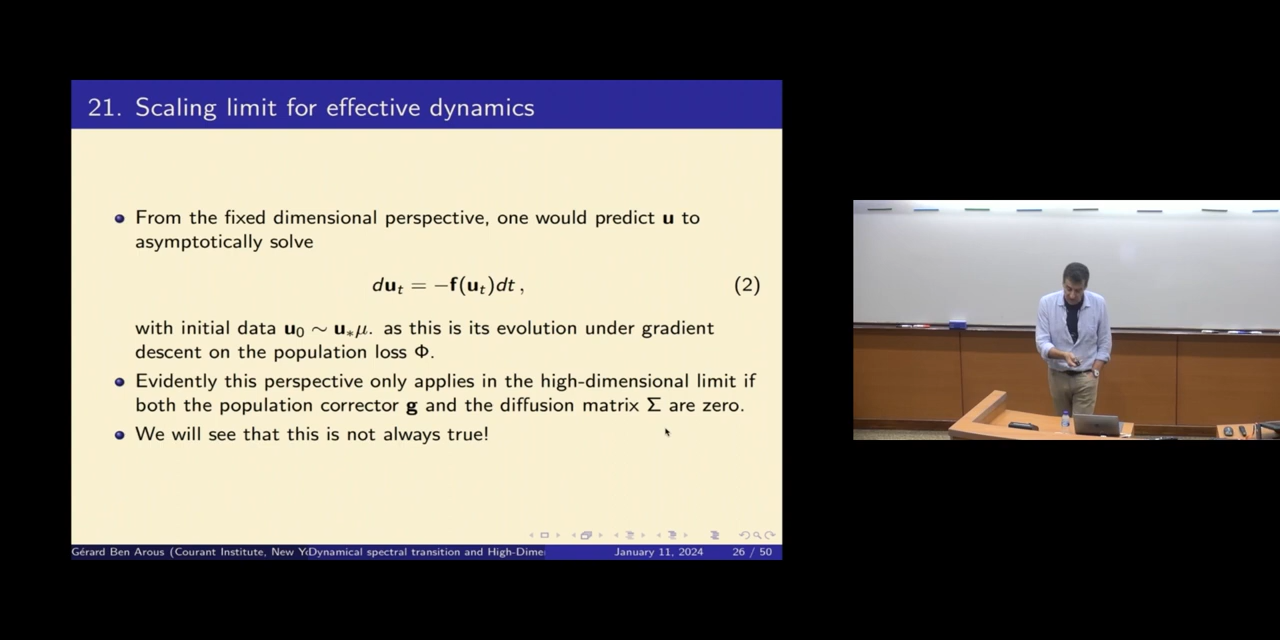 21. Scaling limit for effective dynamics
From the fixed dimensional perspective, one would predict u to
asymptotically solve
du_t = −f(u_t)dt , (2)
with initial data u_0 ∼ u_*μ. as this is its evolution under gradient
descent on the population loss Φ.
Evidently this perspective only applies in the high-dimensional limit if
both the population corrector g and the diffusion matrix Σ are zero.
We will see that this is not always true!
Gérard Ben Arous (Courant Institute, New Dynamical spectral transition and High-Dime January 11, 2024 26 / 50